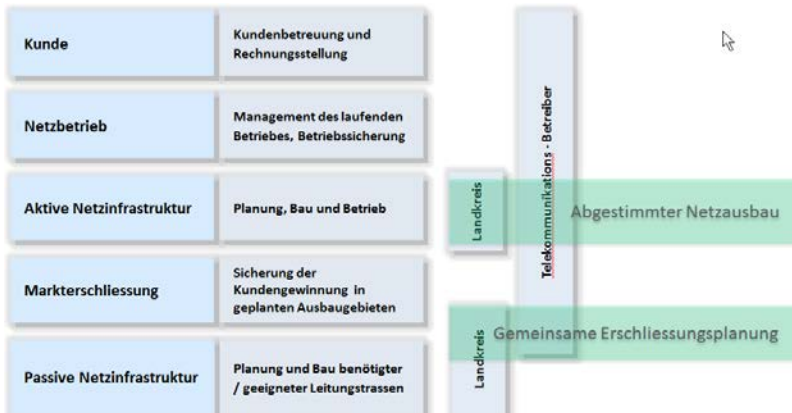 Kunde
Kundenbetreuung und
Rechnungsstellung
Netzbetrieb
Management des laufenden
Betriebes, Betriebssicherung
Aktive Netzinfrastruktur
Planung, Bau und Betrieb
Markterschliessung
Sicherung der
Kundengewinnung in
geplanten Ausbaugebieten
Passive Netzinfrastruktur
Planung und Bau benötigter
/ geeigneter Leitungstrassen
Landkreis
Landkreis
Telekommunikations - Betreiber
Abgestimmter Netzausbau
Gemeinsame Erschliessungsplanung